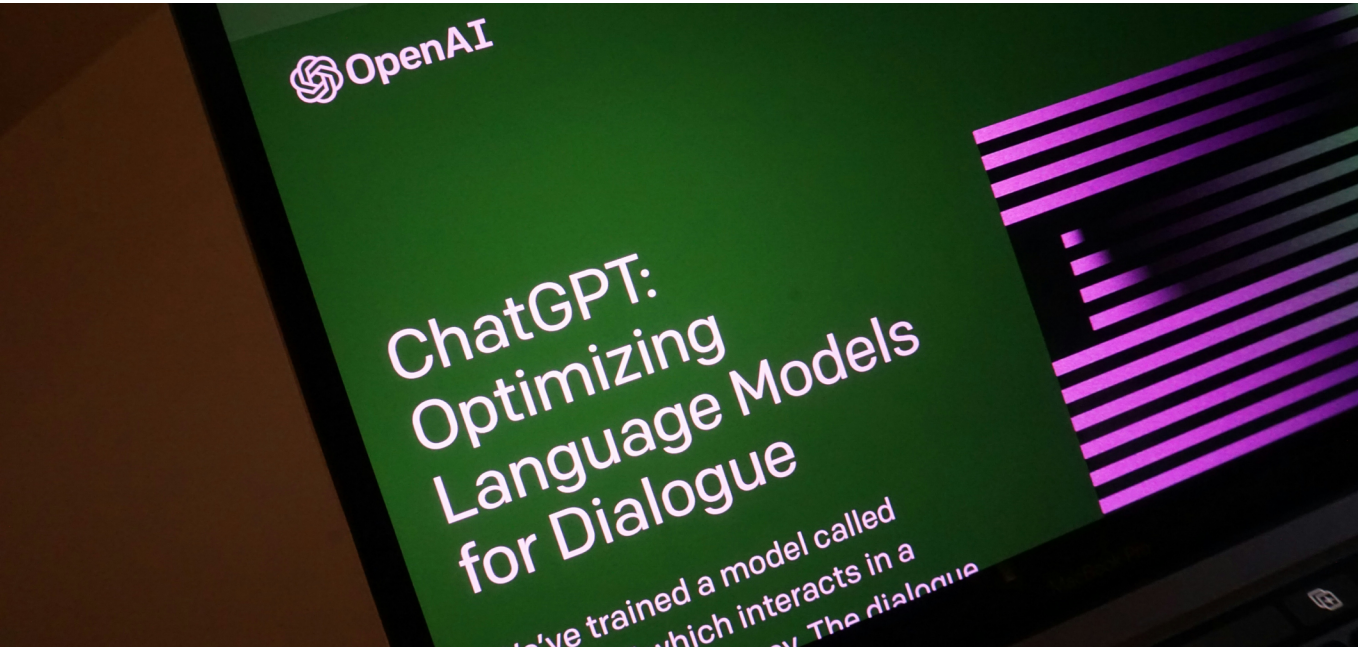 OpenAI
ChatGPT:
Optimizing
Language Models
for Dialogue
trained a model called
which interacts in a
The dialogue